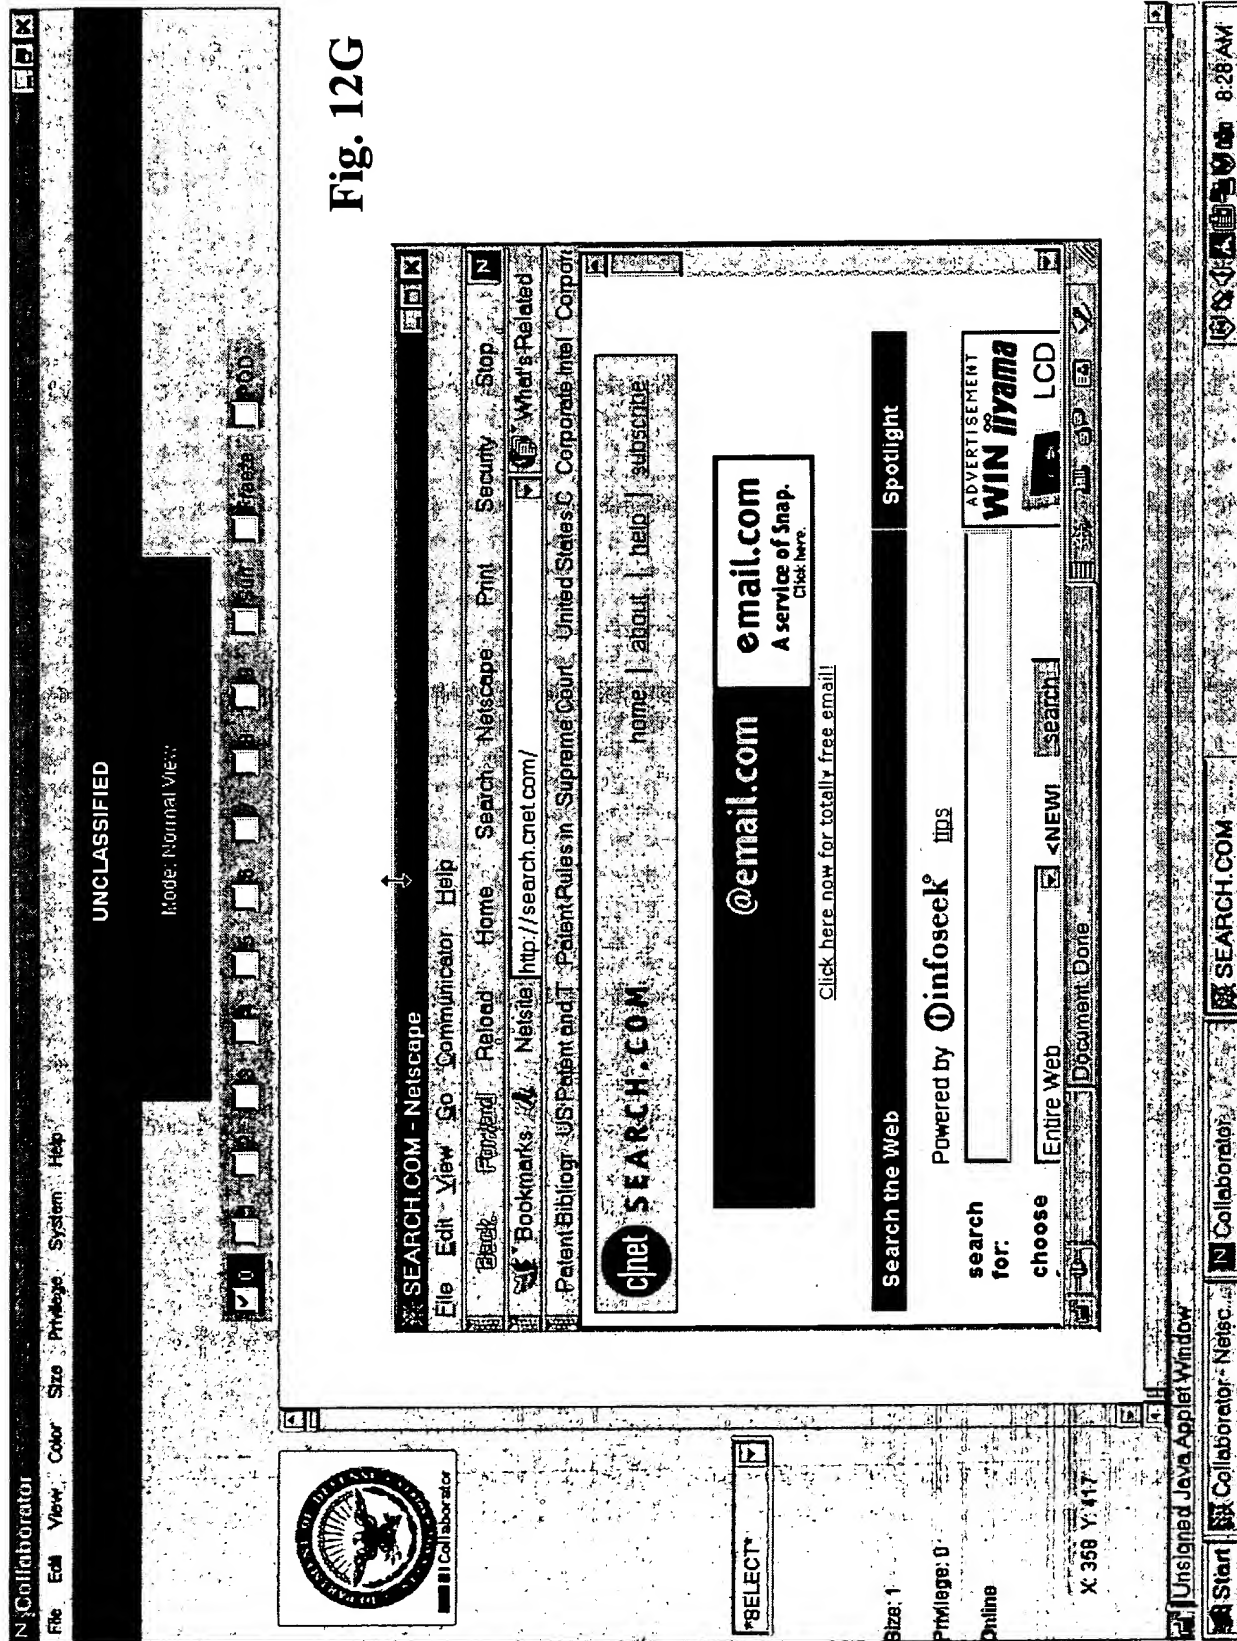 Collaborator
File Edit View Color Size Privilege System Help
UNCLASSIFIED
Mode: Normal View
0
Freeze
Fig. 12G
Collaborator
*SELECT*
Size: 1
Privilege: 0
Online
X: 358 Y: 417
SEARCH.COM - Netscape
File Edit View Go Communicator Help
Back Forward Reload Home Search Netscape Print Security Stop
Bookmarks Netsite: http://search.cnet.com/ What's Related
Patent Bibliogr US Patent and T Patent Rules in Supreme Court United States C Corporate Intel Corpora
c|net SEARCH.COM home | about | help | subscribe
@email.com
email.com
A service of Snap.
Click here.
Click here now for totally free email!
Search the Web Spotlight
Powered by infoseek tips
search for:
choose Entire Web <NEW! search
ADVERTISEMENT
WIN iiyama
LCD
Document: Done
Unsigned Java Applet Window
Start Collaborator - Netsc... Collaborator SEARCH.COM - ... 8:28 AM